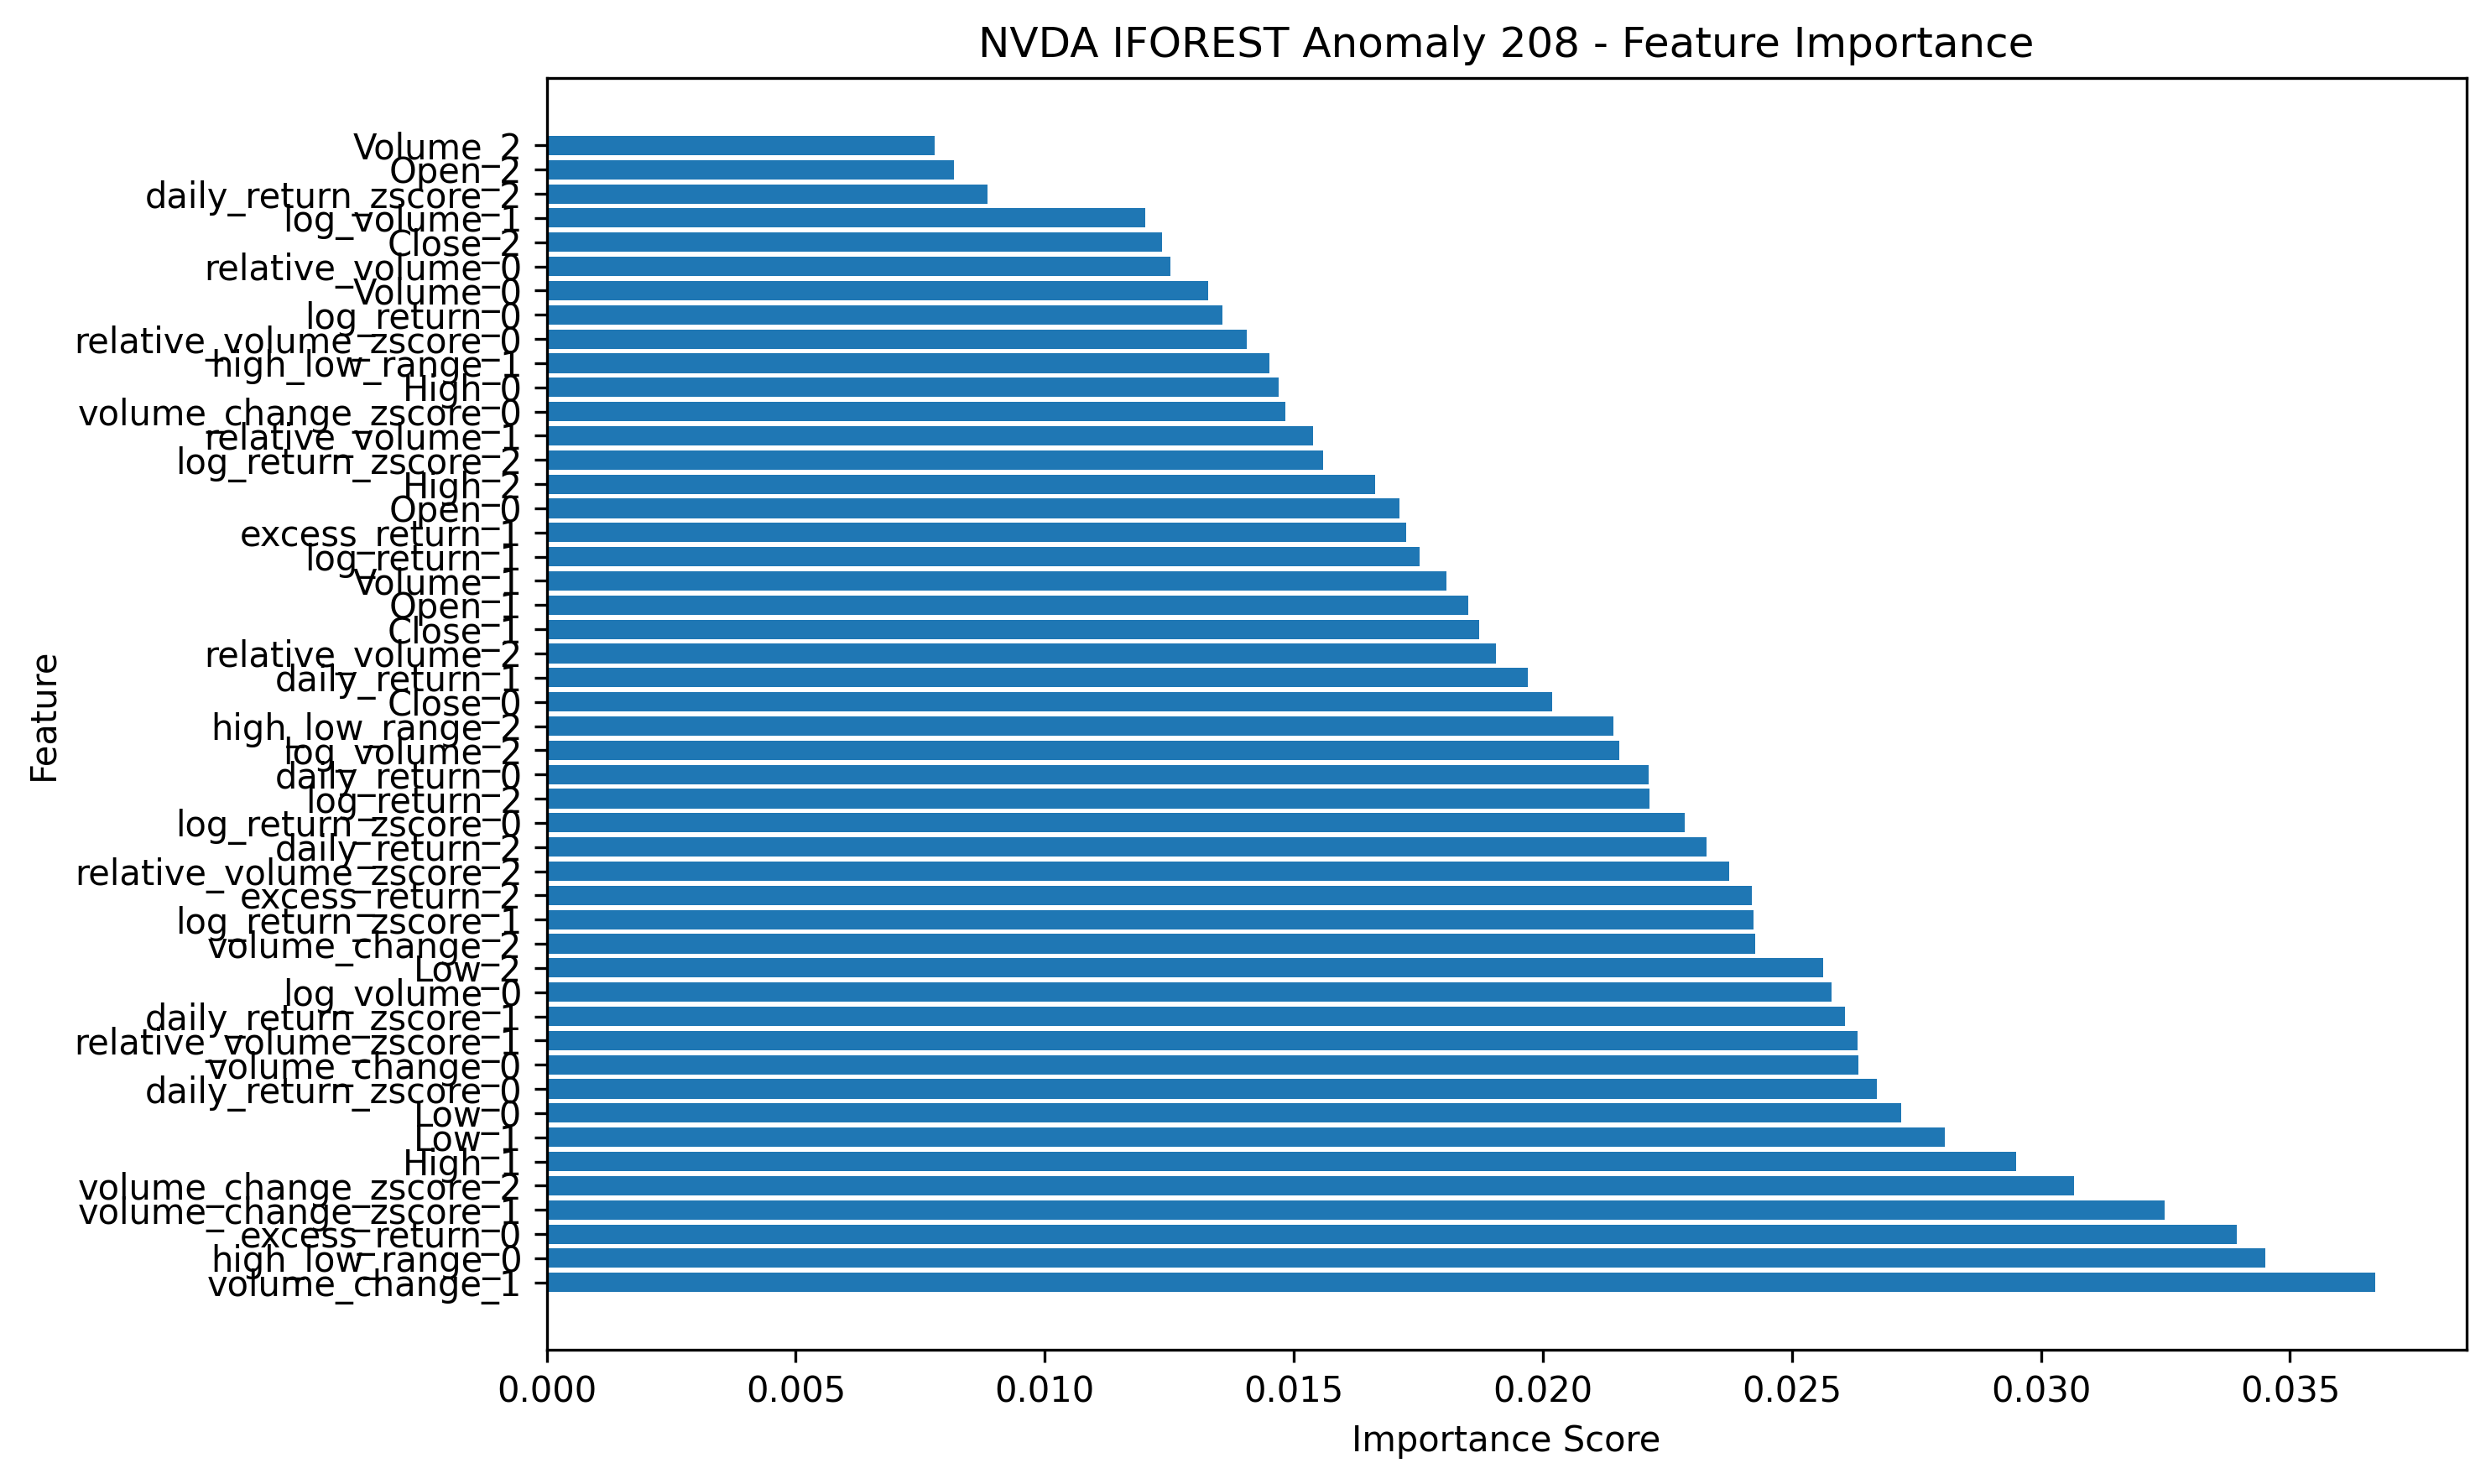 NVDA IFOREST Anomaly 208 - Feature Importance
Volume_2
Open_2
daily_return_zscore_2
log_volume_1
Close_2
relative_volume_0
Volume_0
log_return_0
relative_volume_zscore_0
high_low_range_1
High_0
volume_change_zscore_0
relative_volume_1
log_return_zscore_2
High_2
Open_0
excess_return_1
log_return_1
Volume_1
Open_1
Close_1
relative_volume_2
daily_return_1
Close_0
high_low_range_2
log_volume_2
daily_return_0
log_return_2
log_return_zscore_0
daily_return_2
relative_volume_zscore_2
excess_return_2
log_return_zscore_1
volume_change_2
Low_2
log_volume_0
daily_return_zscore_1
relative_volume_zscore_1
volume_change_0
daily_return_zscore_0
Low_0
Low_1
High_1
volume_change_zscore_2
volume_change_zscore_1
excess_return_0
high_low_range_0
volume_change_1
Feature
0.000 0.005 0.010 0.015 0.020 0.025 0.030 0.035
Importance Score